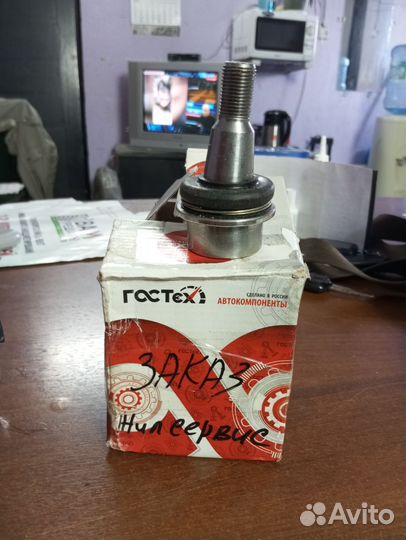 ГОСТех
СДЕЛАНО В РОССИИ
АВТОКОМПОНЕНТЫ
ЗАКАЗ
Жил сервис
Avito